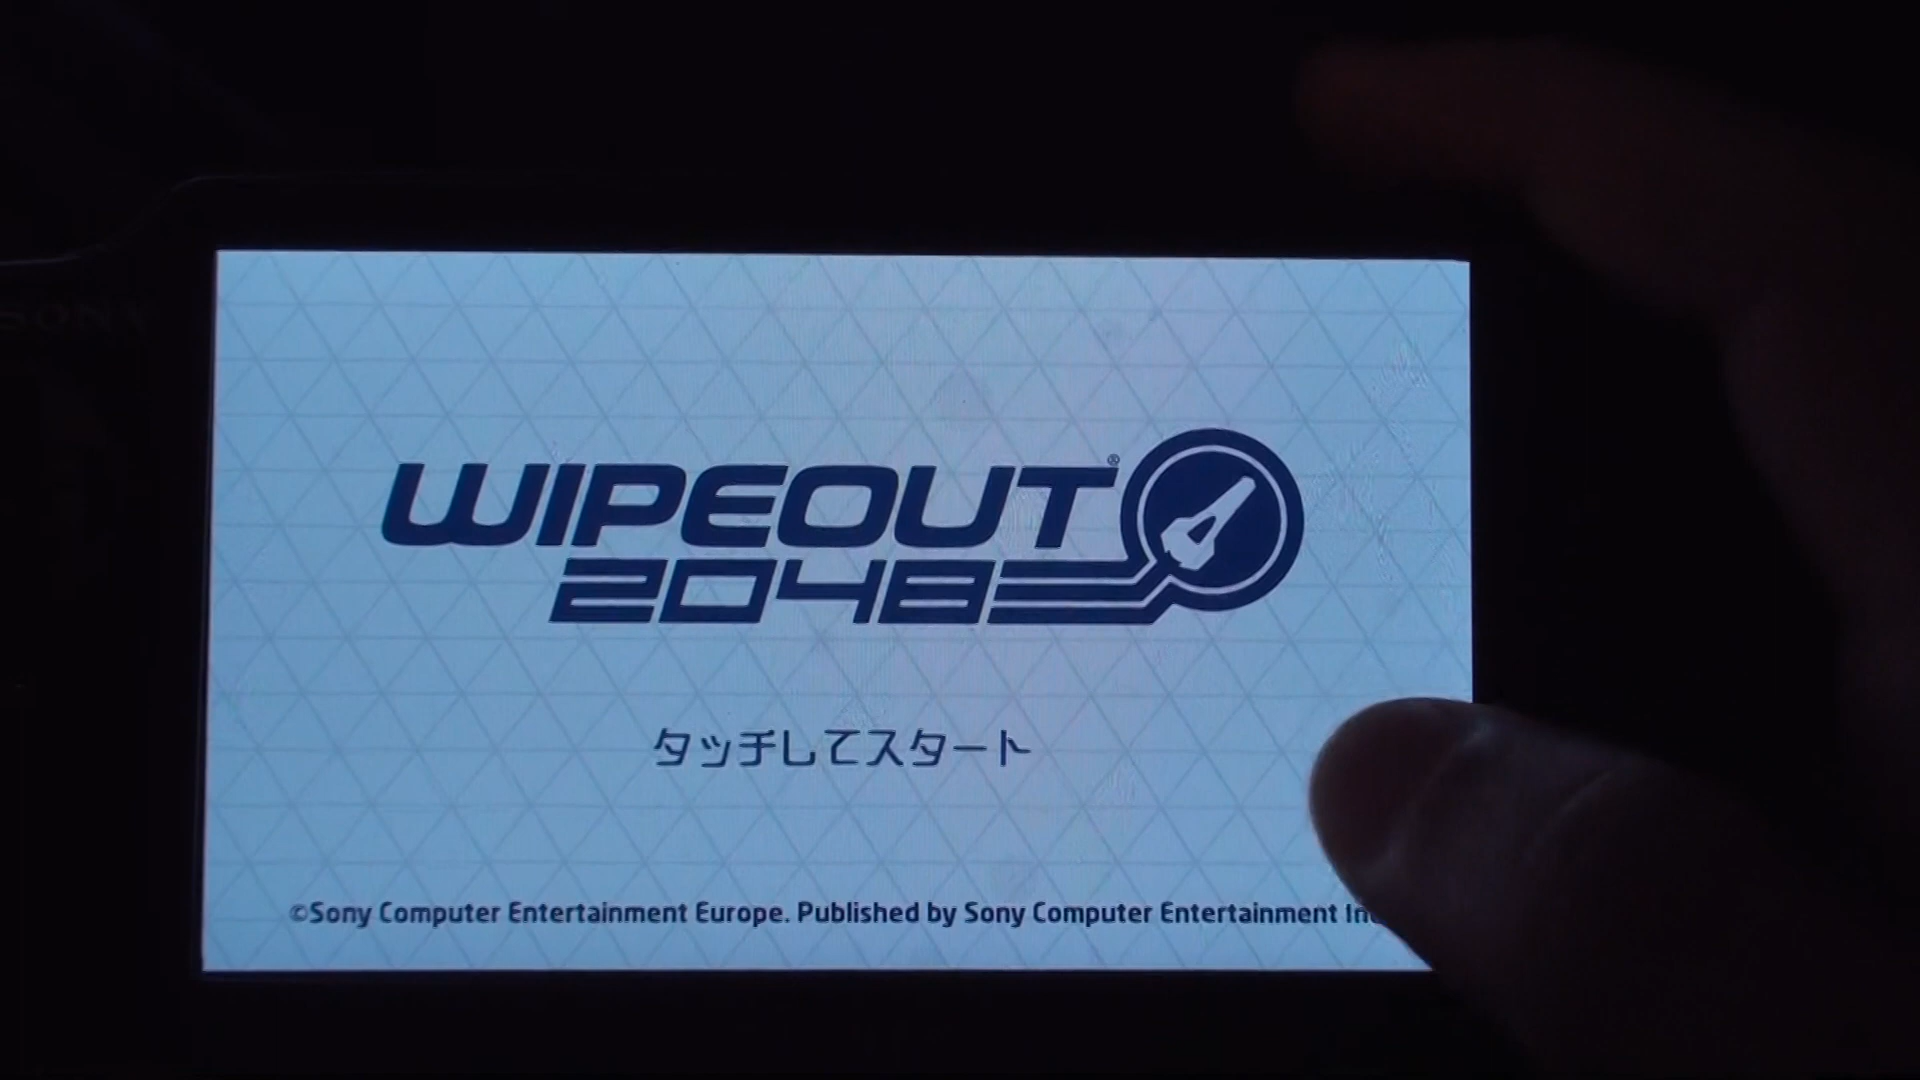 SONY
WIPEOUT®
2048
タッチしてスタート
©Sony Computer Entertainment Europe. Published by Sony Computer Entertainment